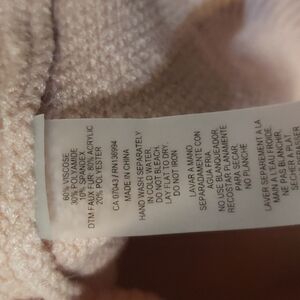 60% VISCOSE
30% POLYAMIDE
10% SPANDEX
DTM FAUX FUR: 80% ACRYLIC
20% POLYESTER
CA 07043 // RN 136994
MADE IN CHINA
HAND WASH SEPARATELY
IN COLD WATER.
DO NOT BLEACH.
LAY FLAT TO DRY.
DO NOT IRON
LAVAR A MANO
SEPARADAMENTE CON
AGUA FRIA
NO USE BLANQUEADOR.
RECOSTAR PLANAMENTE
PARA SECAR.
NO PLANCHE
LAVER SEPAREMENT A LA
MAIN A L'EAU FROIDE.
NE PAS BLANCHIR.
SECHER A PLAT